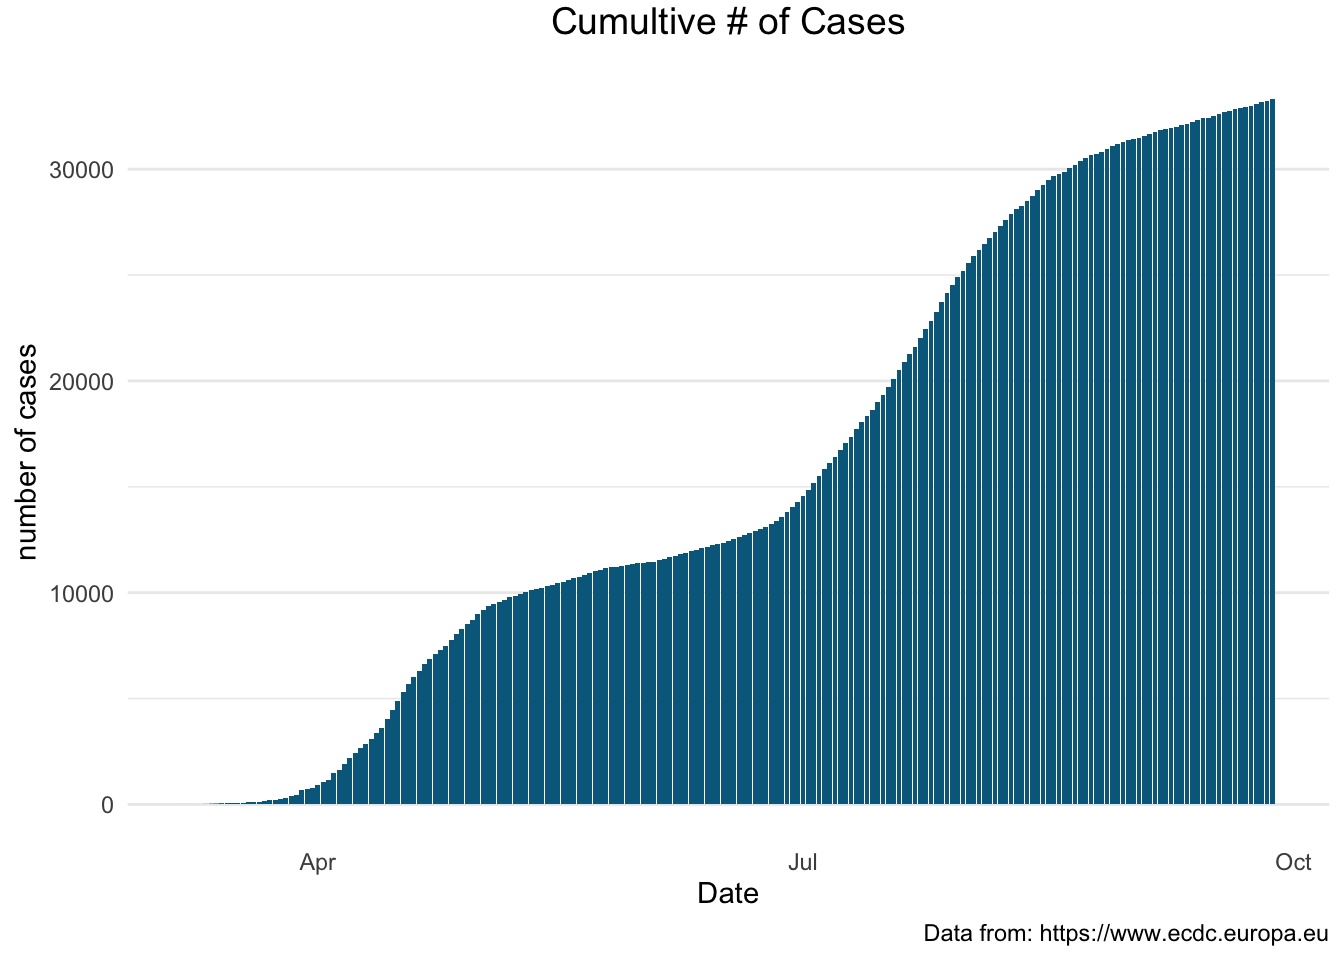 Cumultive # of Cases
number of cases
30000
20000
10000
0
Apr
Jul
Oct
Date
Data from: https://www.ecdc.europa.eu